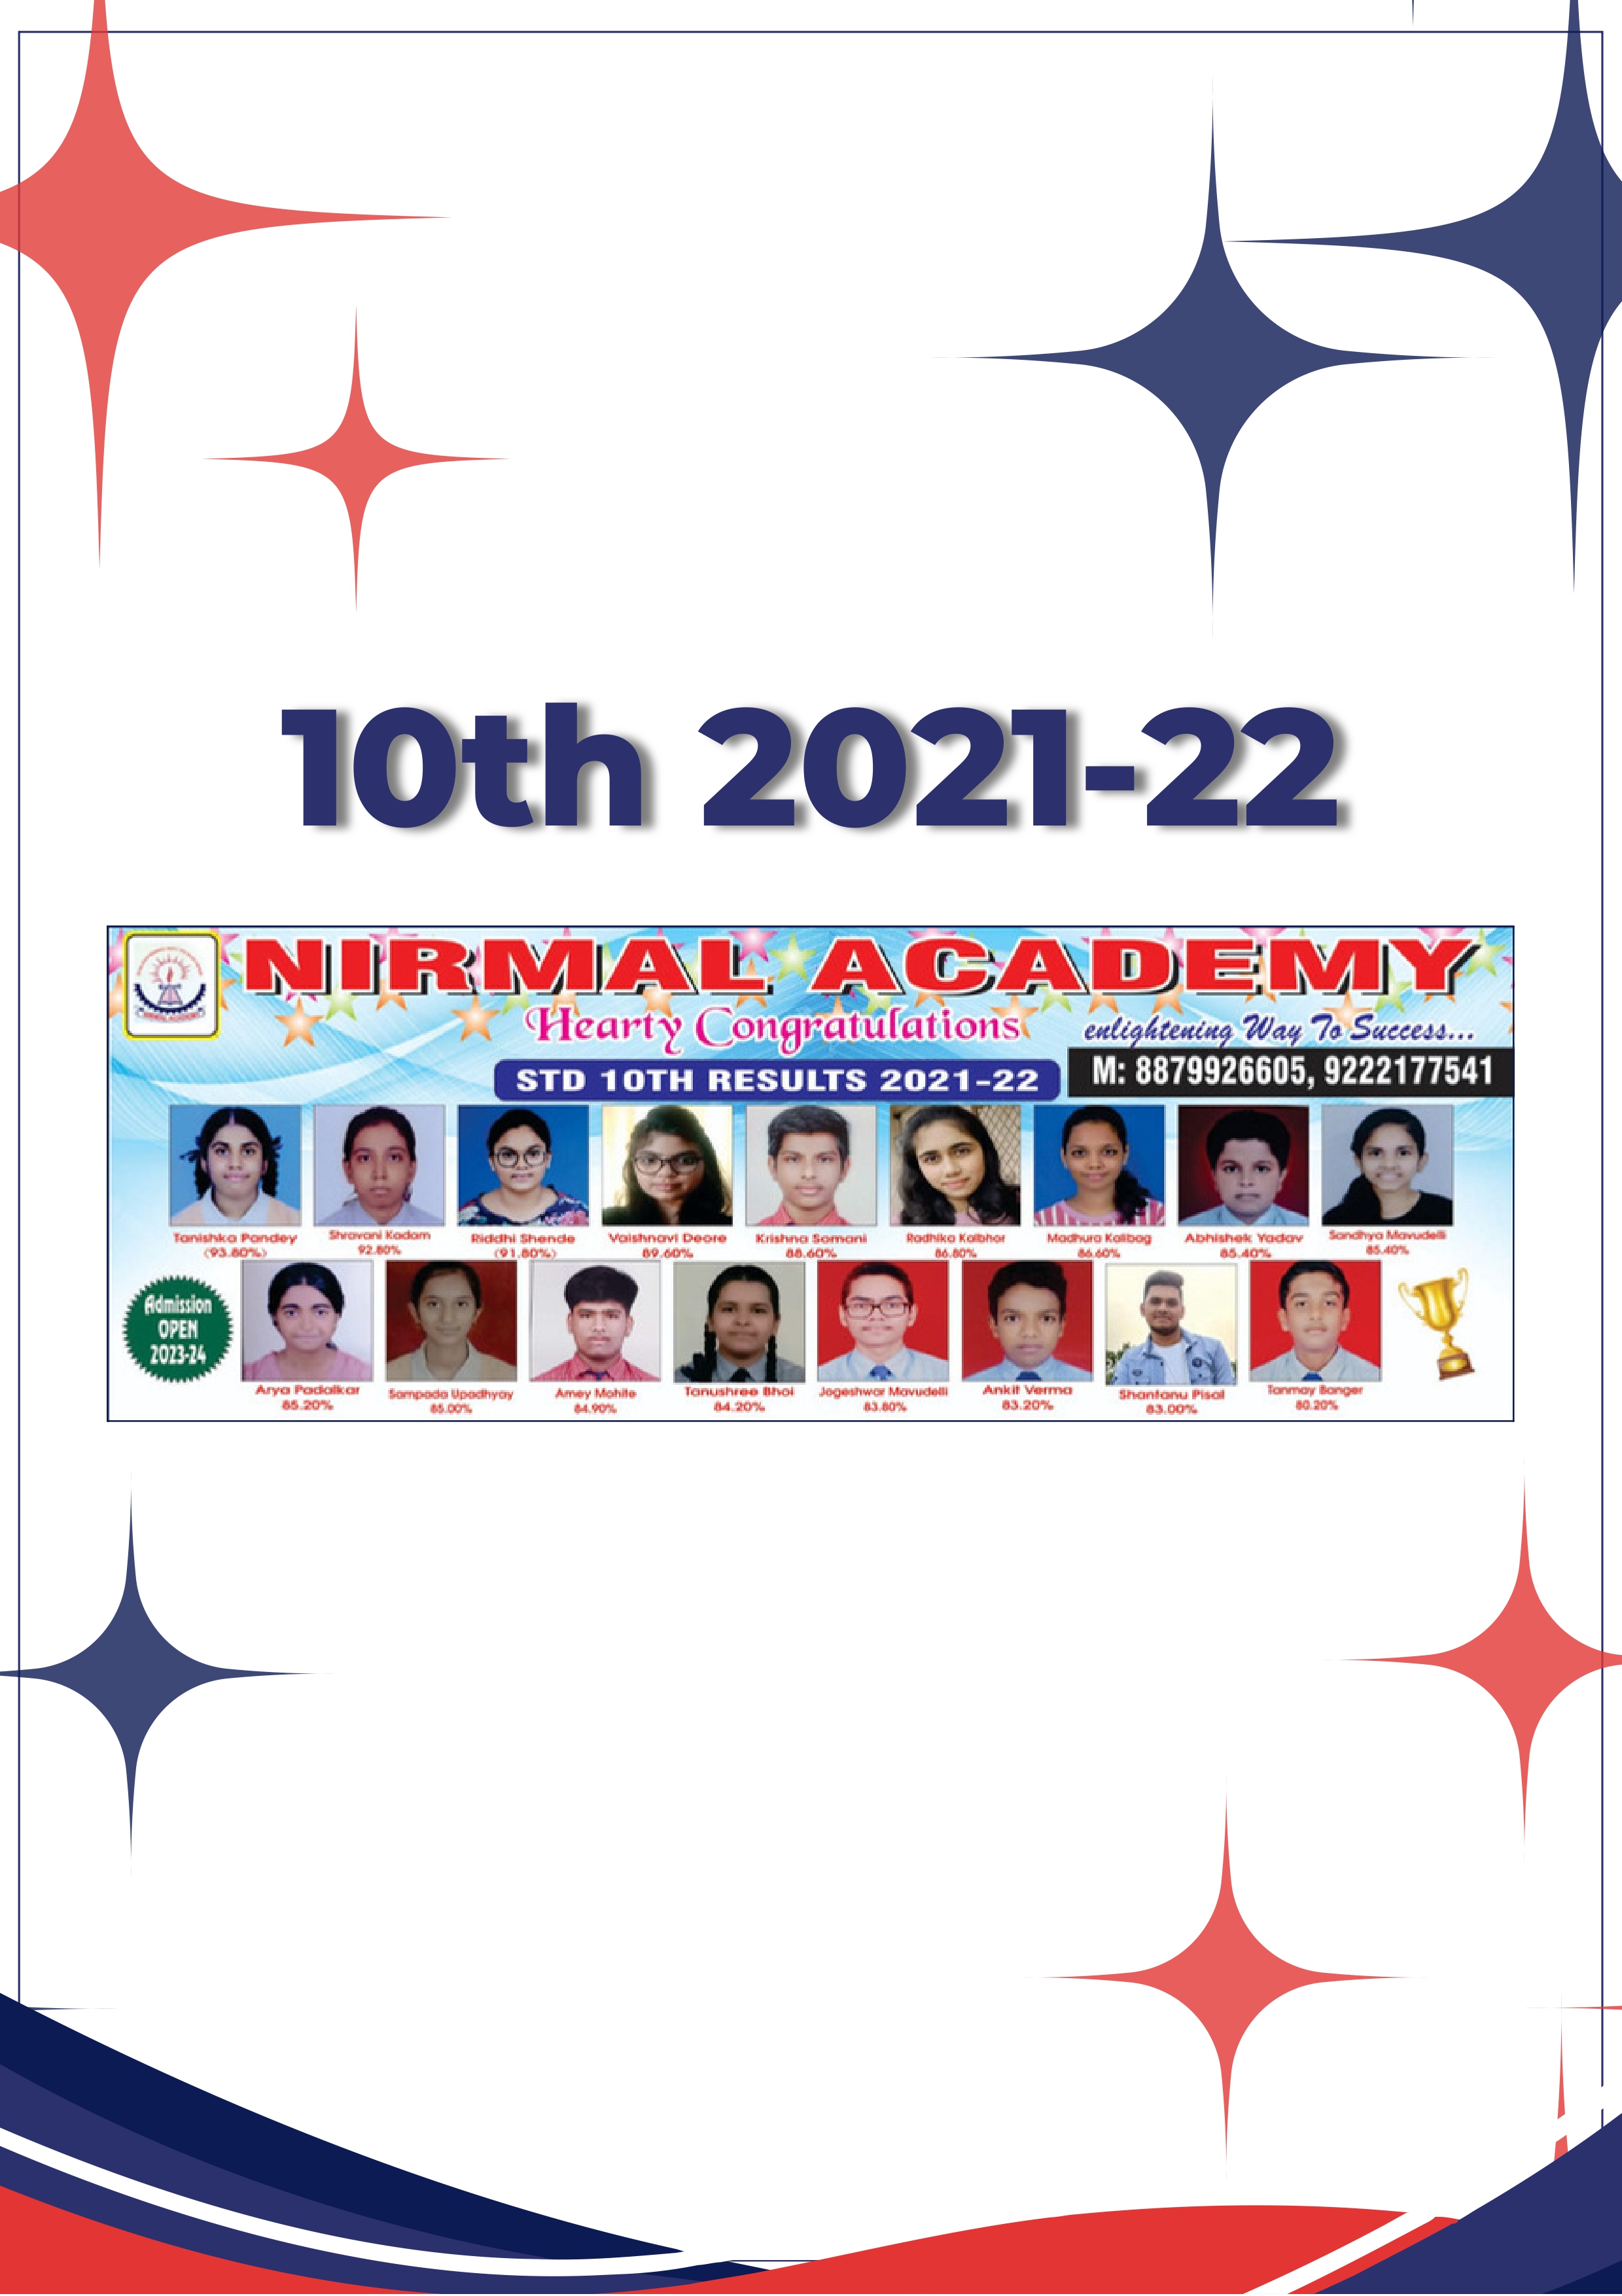 10th 2021-22
NIRMAL ACADEMY
Hearty Congratulations
enlightening Way To Success...
STD 10TH RESULTS 2021-22
M: 8879926605, 9222177541
Tanishka Pandey Shravani Kadam Riddhi Shende Vaishnavi Deore Krishna Somani Radhika Kalbhor Madhura Kalibag Abhishek Yadav Sandhya Mavudelli
(93.80%) 92.80% (91.80%) 89.60% 88.60% 86.80% 86.60% 85.40% 85.40%
Admission
OPEN
2023-24
Arya Padalkar Sampada Upadhyay Amey Mohite Tanushree Bhoi Jogeshwar Mavudelli Ankit Verma Shantanu Pisal Tanmay Banger
85.20% 85.00% 84.90% 84.20% 83.80% 83.20% 83.00% 80.20%